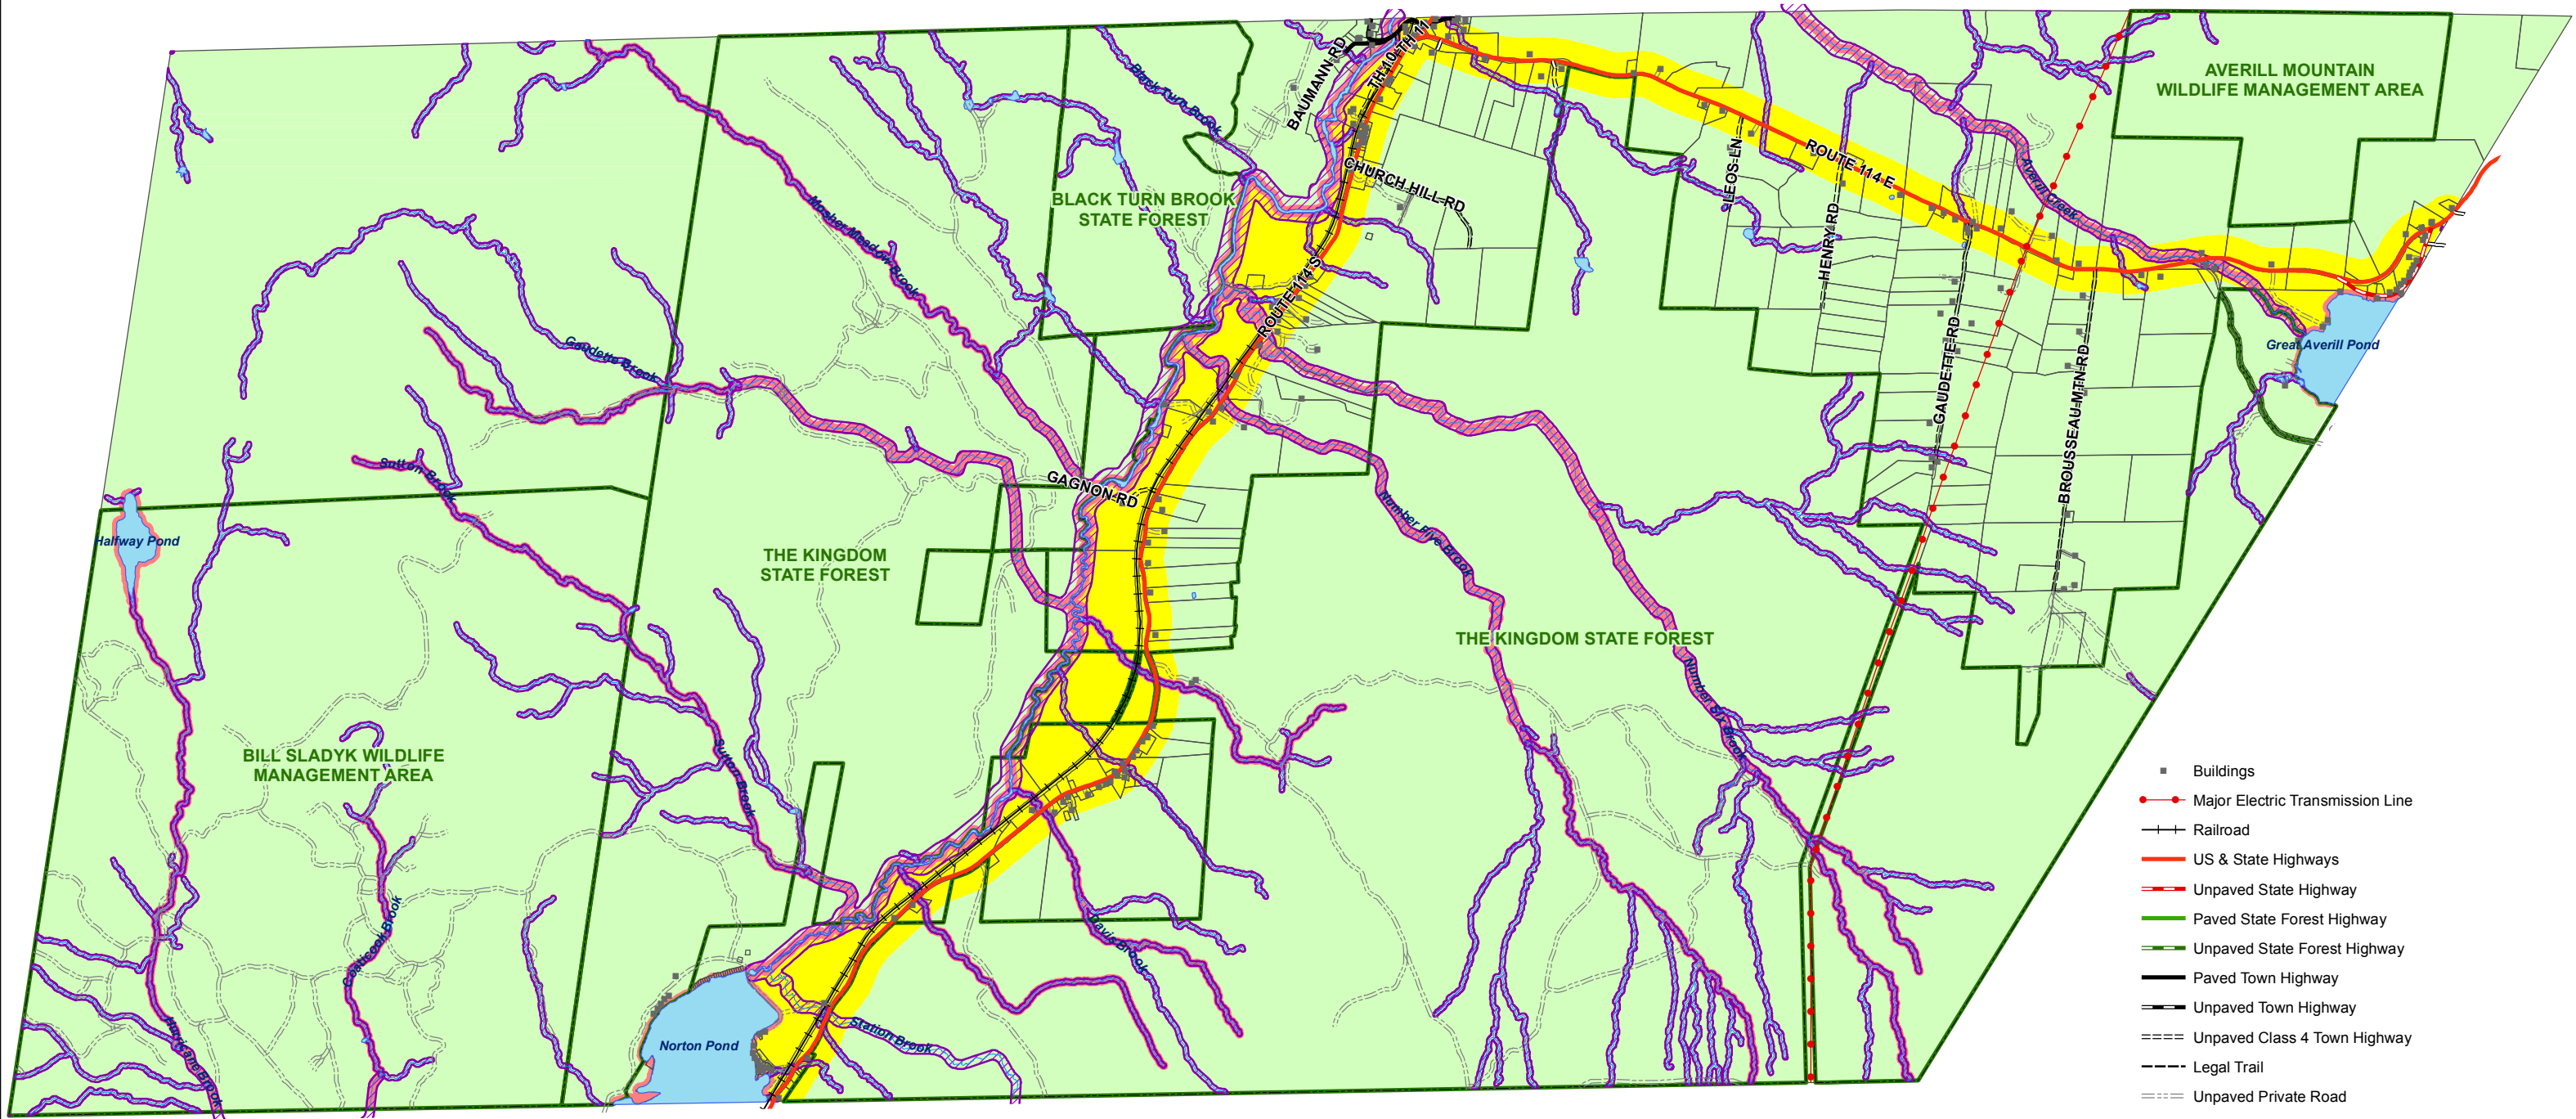 BAUMANN RD
TH 10
TH 11
AVERILL MOUNTAIN
WILDLIFE MANAGEMENT AREA
Black Turn Brook
CHURCH HILL RD
LEOS LN
ROUTE 114 E
Averill Creek
BLACK TURN BROOK
STATE FOREST
Mosher Meadow Brook
HENRY RD
ROUTE 114 S
Gaudette Brook
GAUDETTE RD
BROUSSEAU MTN RD
Great Averill Pond
Sutton Brook
GAGNON RD
Number Five Brook
Halfway Pond
THE KINGDOM
STATE FOREST
THE KINGDOM STATE FOREST
Number Six Brook
BILL SLADYK WILDLIFE
MANAGEMENT AREA
Sutton Brook
Coaticook Brook
Davis Brook
Hurricane Brook
Norton Pond
Station Brook
Buildings
Major Electric Transmission Line
Railroad
US & State Highways
Unpaved State Highway
Paved State Forest Highway
Unpaved State Forest Highway
Paved Town Highway
Unpaved Town Highway
Unpaved Class 4 Town Highway
Legal Trail
Unpaved Private Road